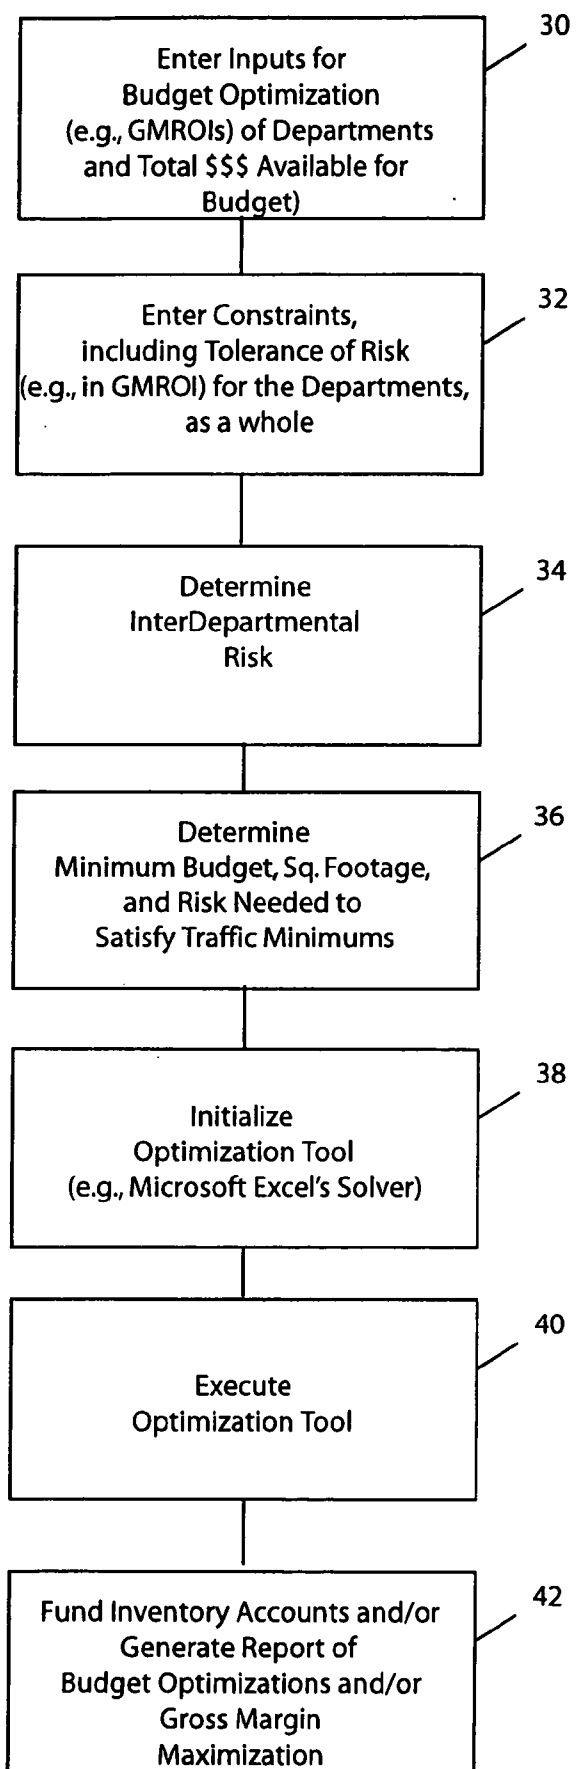 30
Enter Inputs for
Budget Optimization
(e.g., GMROIs) of Departments
and Total $$$ Available for
Budget)
32
Enter Constraints,
including Tolerance of Risk
(e.g., in GMROI) for the Departments,
as a whole
34
Determine
InterDepartmental
Risk
36
Determine
Minimum Budget, Sq. Footage,
and Risk Needed to
Satisfy Traffic Minimums
38
Initialize
Optimization Tool
(e.g., Microsoft Excel's Solver)
40
Execute
Optimization Tool
42
Fund Inventory Accounts and/or
Generate Report of
Budget Optimizations and/or
Gross Margin
Maximization